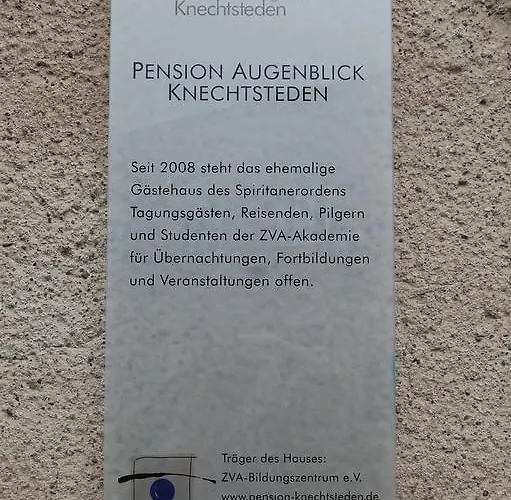 Knechtsteden
PENSION AUGENBLICK
KNECHTSTEDEN
Seit 2008 steht das ehemalige
Gästehaus des Spiritanerordens
Tagungsgästen, Reisenden, Pilgern
und Studenten der ZVA-Akademie
für Übernachtungen, Fortbildungen
und Veranstaltungen offen.
Träger des Hauses:
ZVA-Bildungszentrum e.V.
www.pension-knechtsteden.de